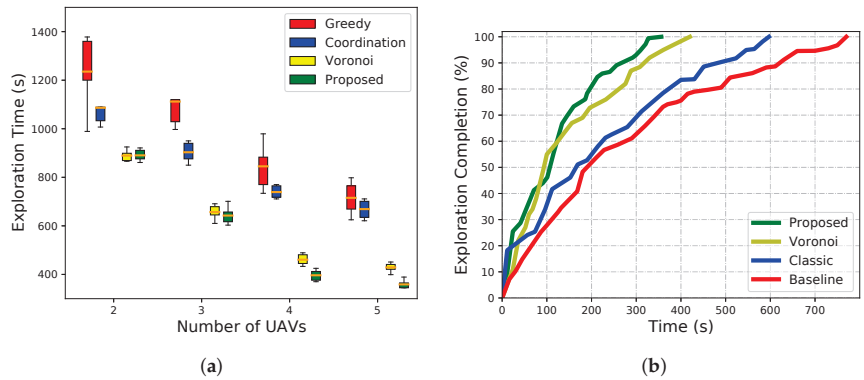 1400
1200
1000
800
600
400
Exploration Time (s)
2
3
4
5
Number of UAVs
Greedy
Coordination
Voronoi
Proposed
(a)
100
90
80
70
60
50
40
30
20
10
0
Exploration Completion (%)
0
100
200
300
400
500
600
700
Time (s)
Proposed
Voronoi
Classic
Baseline
(b)